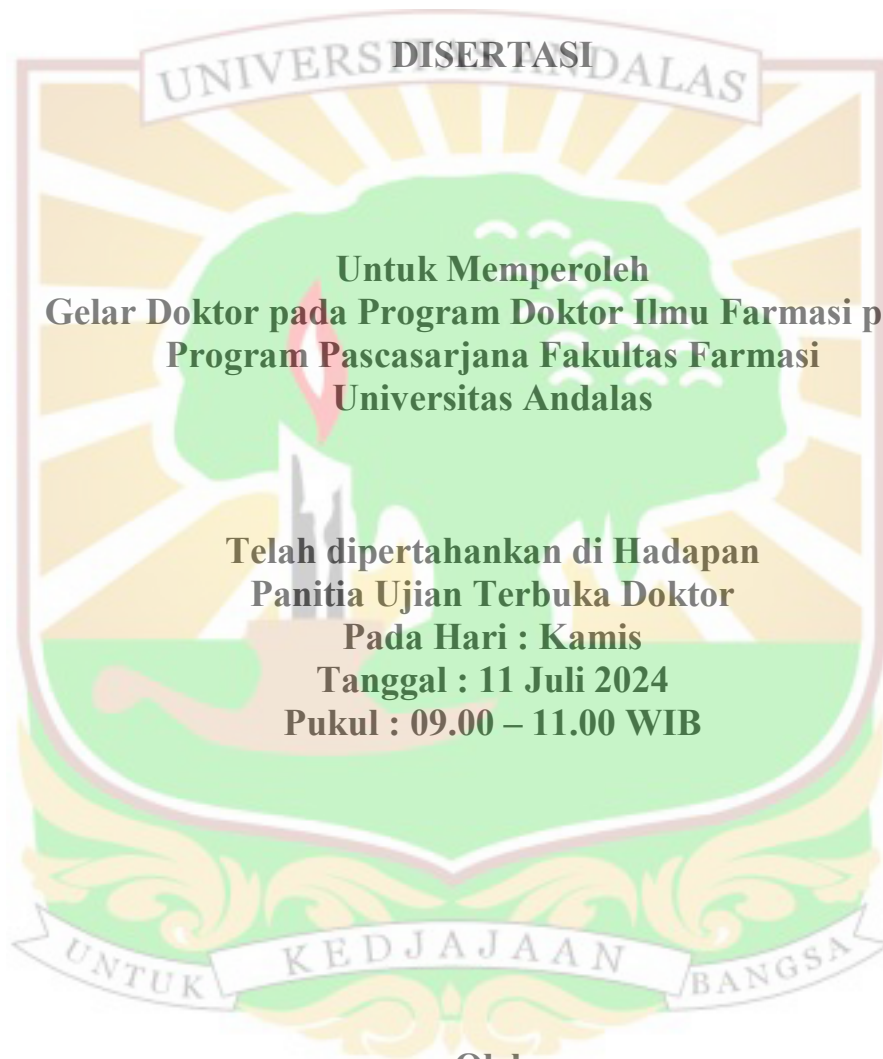 DISERTASI
UNIVERSITAS ANDALAS
Untuk Memperoleh
Gelar Doktor pada Program Doktor Ilmu Farmasi p
Program Pascasarjana Fakultas Farmasi
Universitas Andalas
Telah dipertahankan di Hadapan
Panitia Ujian Terbuka Doktor
Pada Hari : Kamis
Tanggal : 11 Juli 2024
Pukul : 09.00 – 11.00 WIB
UNTUK KEDJAJAAN BANGSA